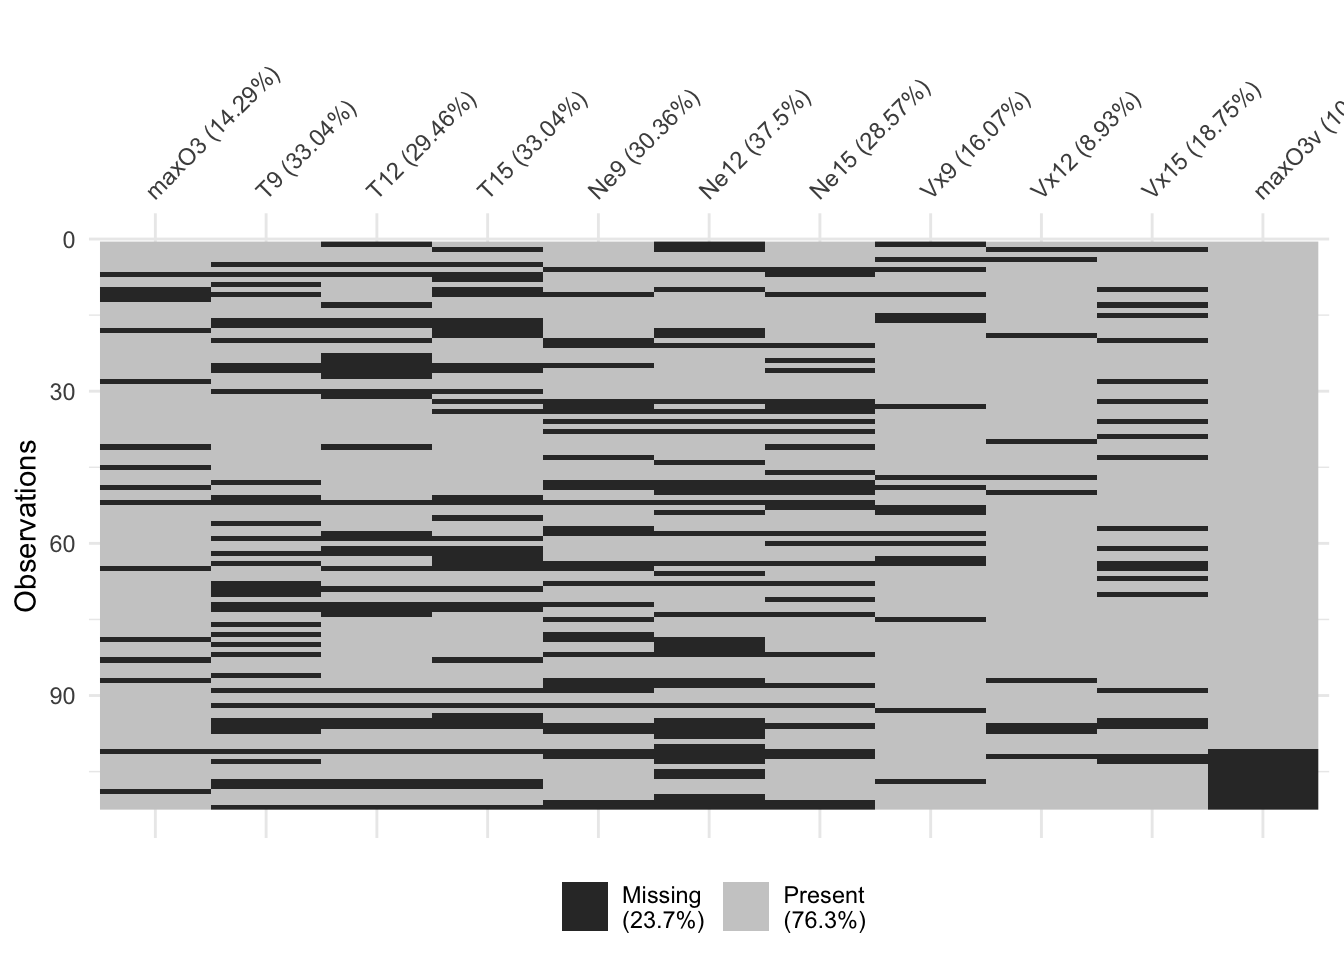 maxO3 (14.29%)
T9 (33.04%)
T12 (29.46%)
T15 (33.04%)
Ne9 (30.36%)
Ne12 (37.5%)
Ne15 (28.57%)
Vx9 (16.07%)
Vx12 (8.93%)
Vx15 (18.75%)
maxO3v (10
0
30
60
90
Observations
Missing
(23.7%)
Present
(76.3%)